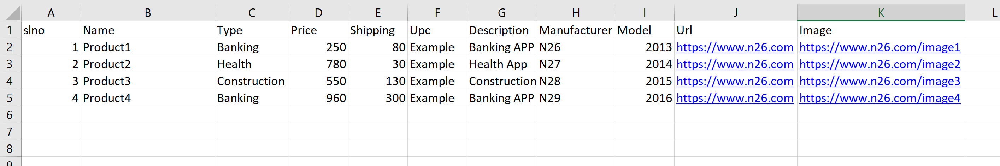 A B C D E F G H I J K L
1 slno Name Type Price Shipping Upc Description Manufacturer Model Url Image
2 1 Product1 Banking 250 80 Example Banking APP N26 2013 https://www.n26.com https://www.n26.com/image1
3 2 Product2 Health 780 30 Example Health App N27 2014 https://www.n26.com https://www.n26.com/image2
4 3 Product3 Construction 550 130 Example Construction N28 2015 https://www.n26.com https://www.n26.com/image3
5 4 Product4 Banking 960 300 Example Banking APP N29 2016 https://www.n26.com https://www.n26.com/image4
6
7
8
9